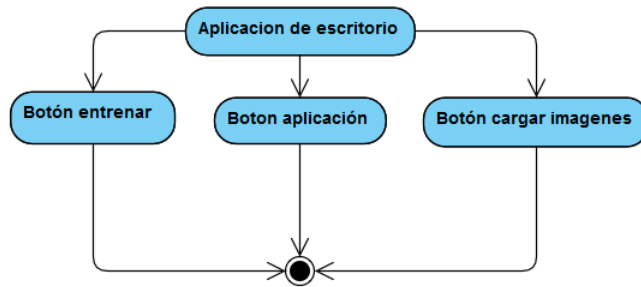 Aplicacion de escritorio
Botón entrenar
Boton aplicación
Botón cargar imagenes